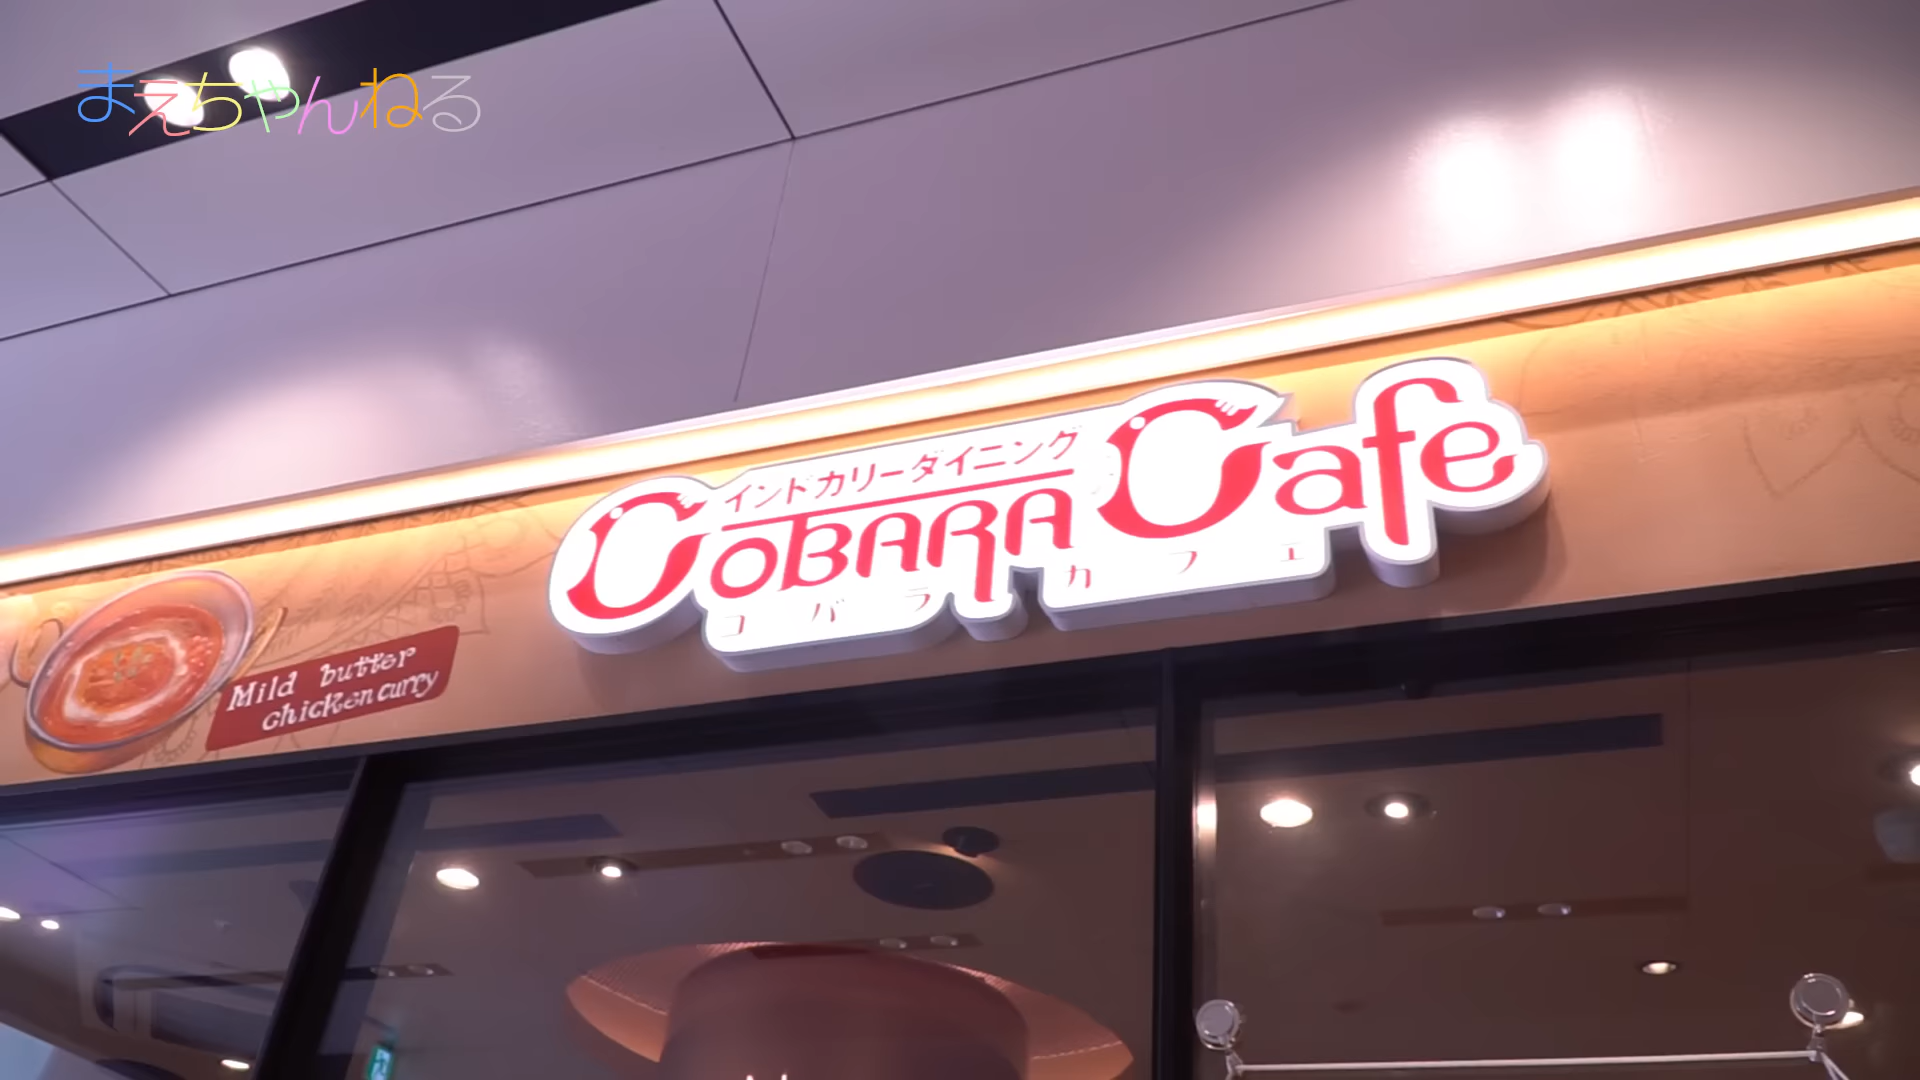 まえちゃんねる
インドカリーダイニング
COBARA Cafe
コバラカフェ
Mild butter
chicken curry